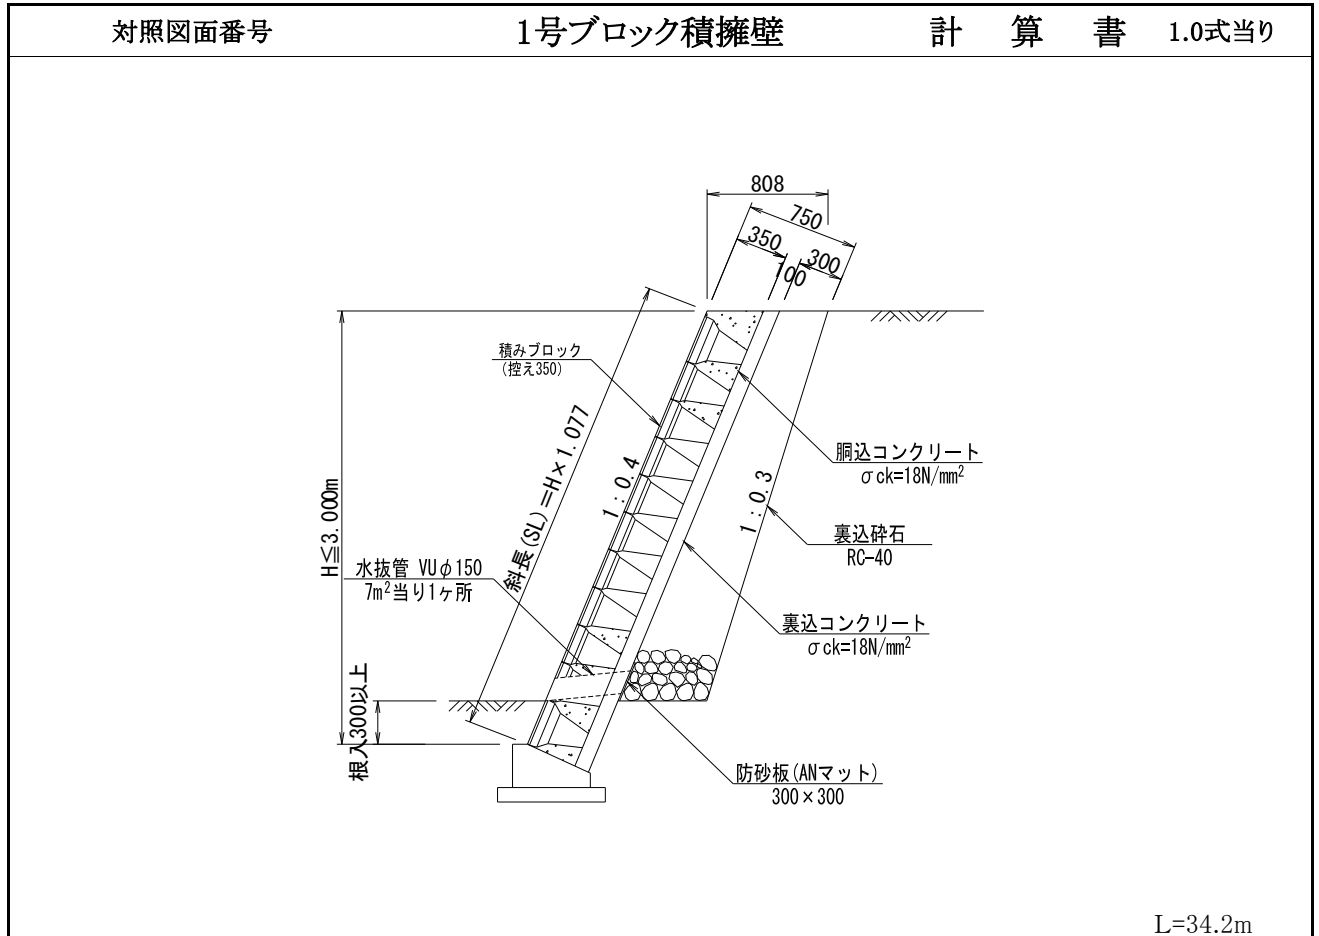 対照図面番号 1号ブロック積擁壁 計 算 書 1.0式当り
808
750
350
100
300
積みブロック
(控え350)
斜長(SL)=H×1.077
1:0.4
1:0.3
胴込コンクリート
σck=18N/mm²
H≦3.000m
裏込砕石
RC-40
水抜管 VUφ150
7m²当り1ヶ所
裏込コンクリート
σck=18N/mm²
根入300以上
防砂板(ANマット)
300×300
L=34.2m